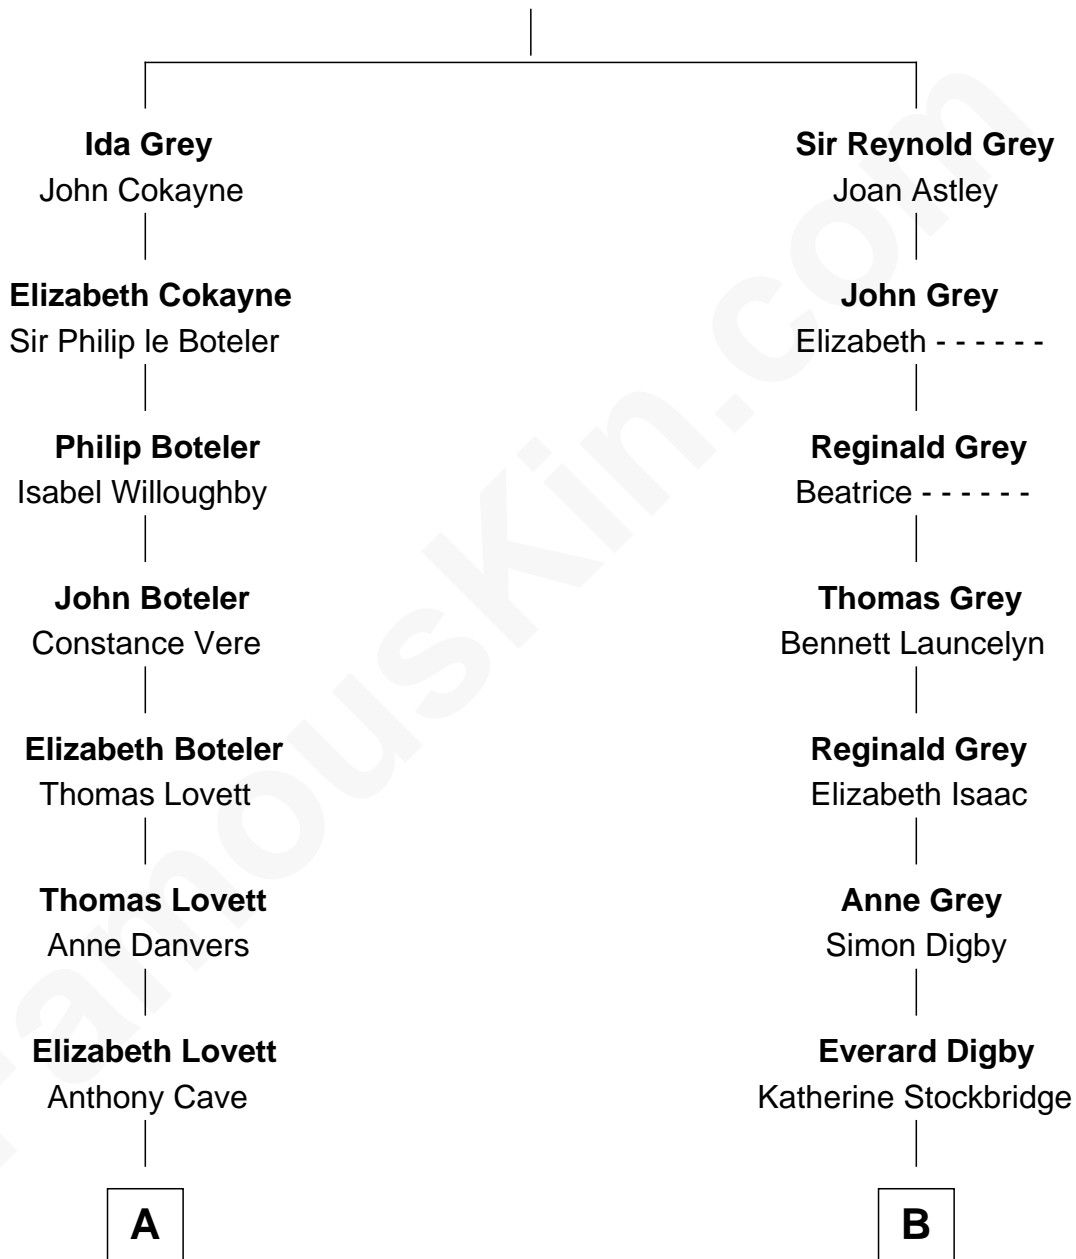 Ida Grey
John Cokayne
Elizabeth Cokayne
Sir Philip le Boteler
Philip Boteler
Isabel Willoughby
John Boteler
Constance Vere
Elizabeth Boteler
Thomas Lovett
Thomas Lovett
Anne Danvers
Elizabeth Lovett
Anthony Cave
A
Sir Reynold Grey
Joan Astley
John Grey
Elizabeth - - - - - -
Reginald Grey
Beatrice - - - - - -
Thomas Grey
Bennett Launcelyn
Reginald Grey
Elizabeth Isaac
Anne Grey
Simon Digby
Everard Digby
Katherine Stockbridge
B
FamousKin.com